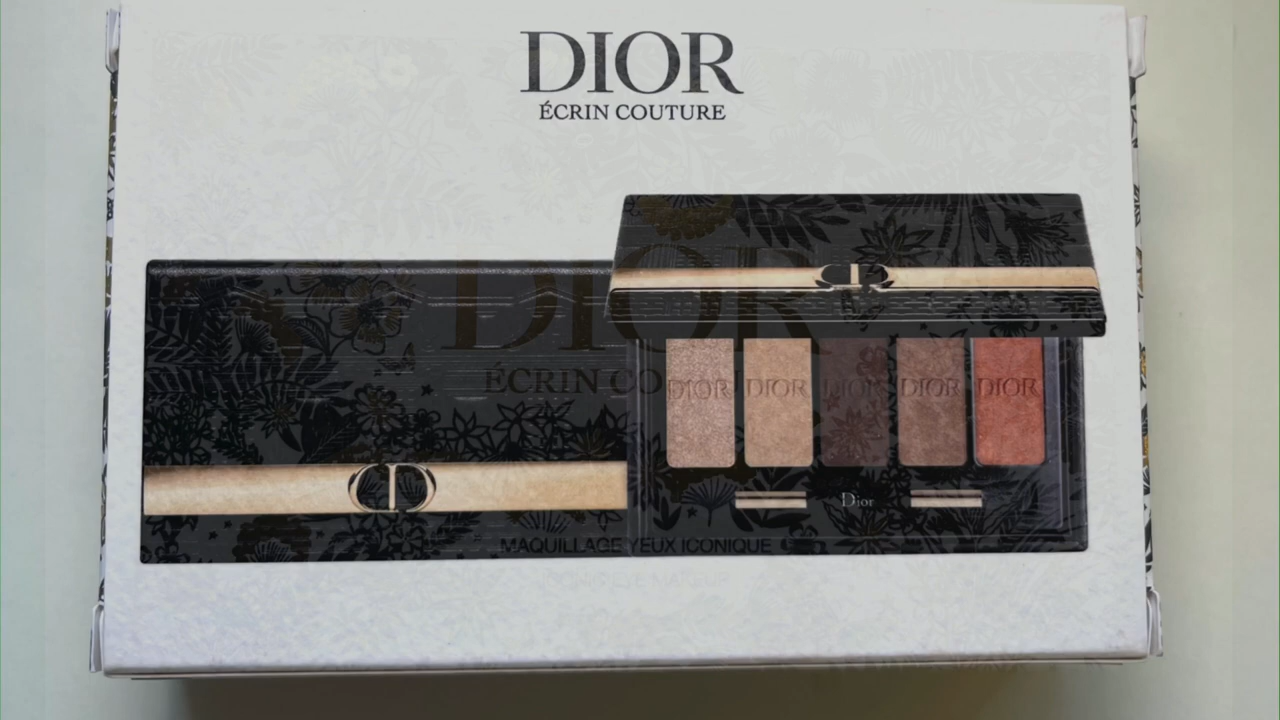 DIOR
ÉCRIN COUTURE
DIOR
ÉCRIN CO
DIOR DIOR DIOR DIOR DIOR
Dior
MAQUILLAGE YEUX ICONIQUE